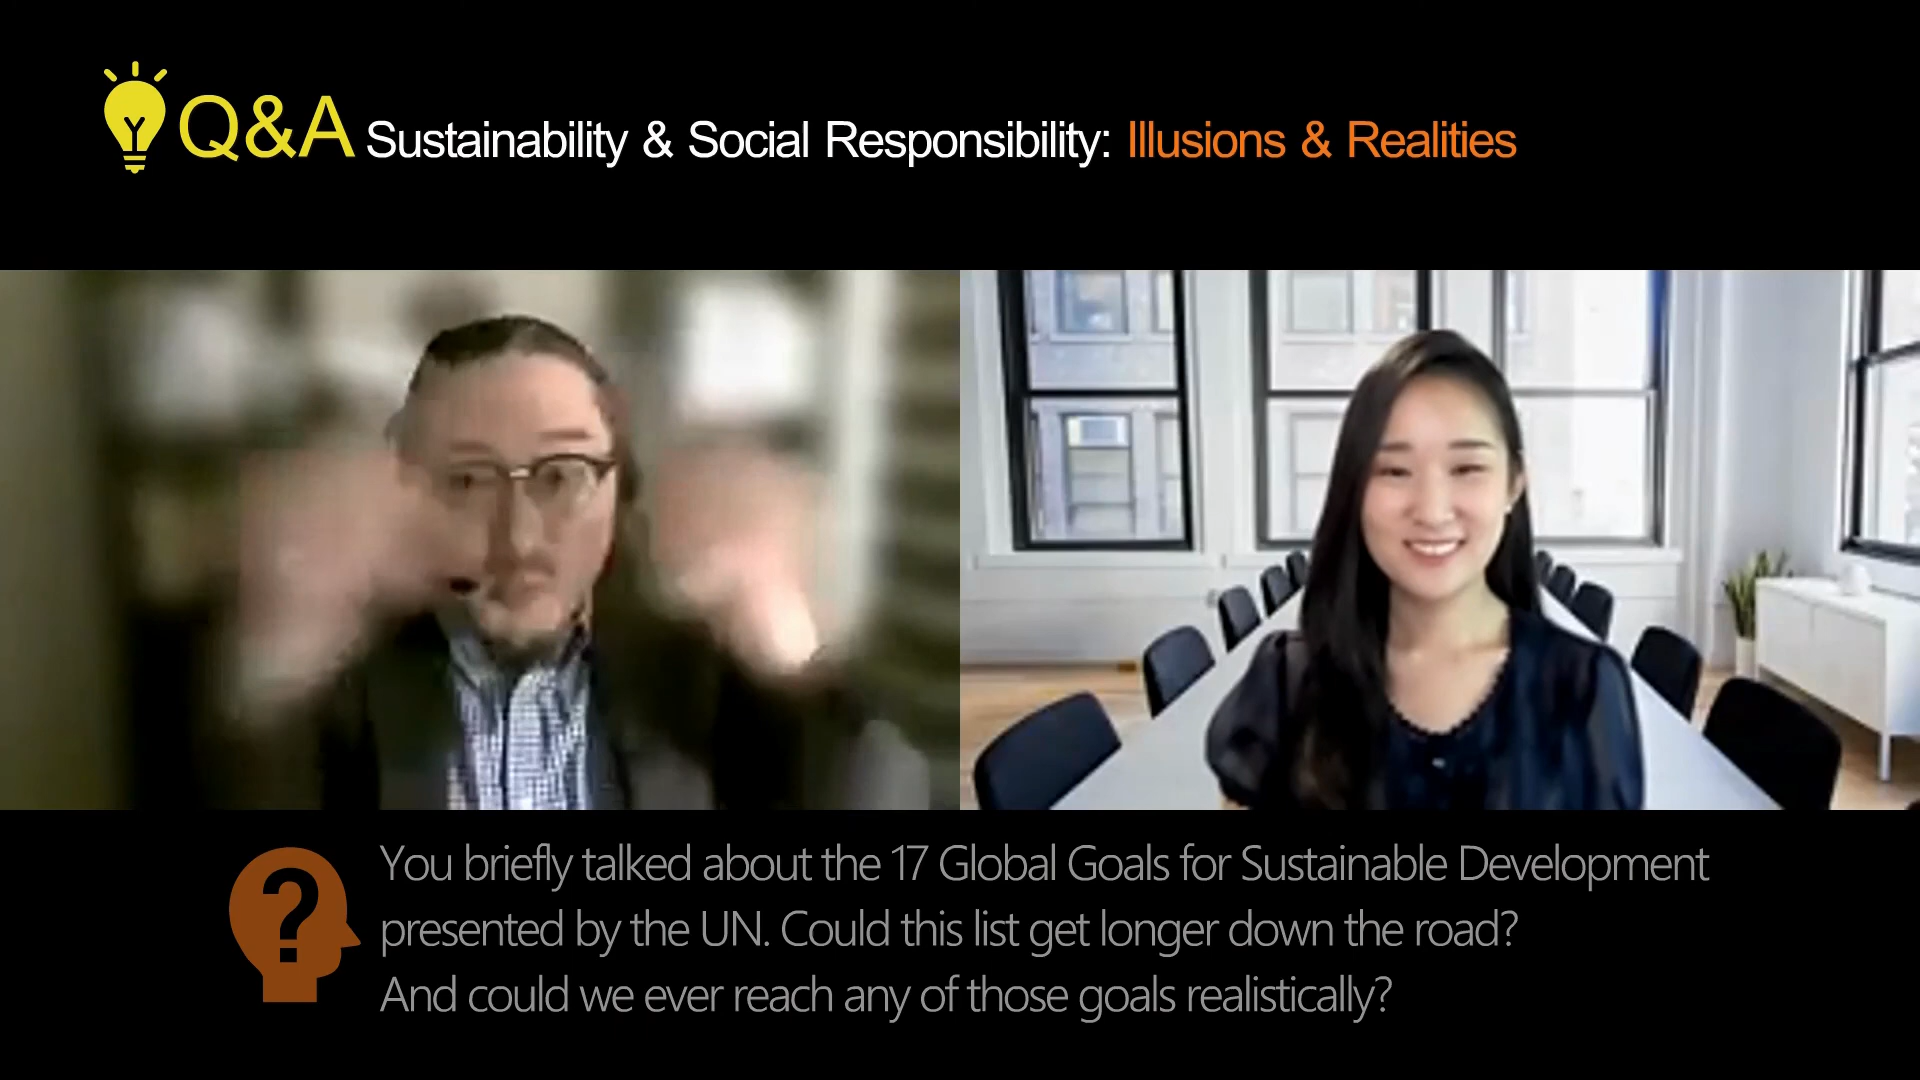 Q&A Sustainability & Social Responsibility: Illusions & Realities
You briefly talked about the 17 Global Goals for Sustainable Development
presented by the UN. Could this list get longer down the road?
And could we ever reach any of those goals realistically?